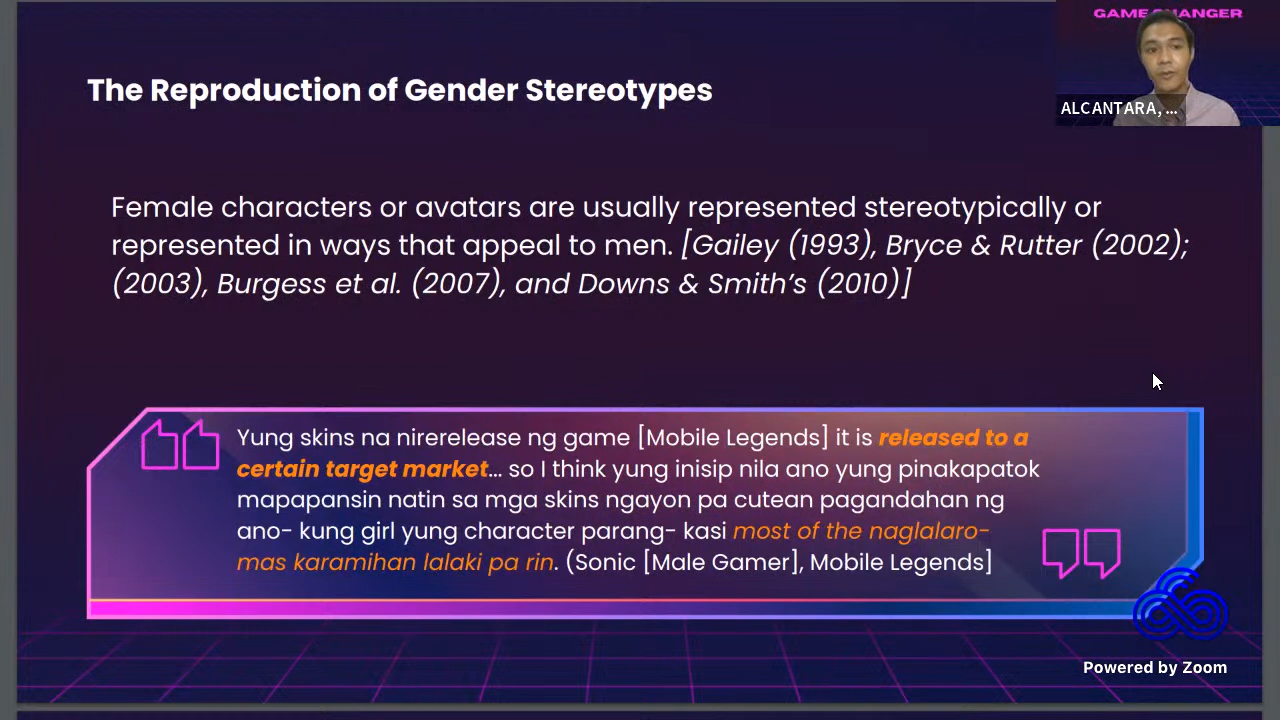 GAME CHANGER
The Reproduction of Gender Stereotypes
ALCANTARA, ...
Female characters or avatars are usually represented stereotypically or
represented in ways that appeal to men. [Gailey (1993), Bryce & Rutter (2002);
(2003), Burgess et al. (2007), and Downs & Smith's (2010)]
Yung skins na nirerelease ng game [Mobile Legends] it is released to a
certain target market... so I think yung inisip nila ano yung pinakapatok
mapapansin natin sa mga skins ngayon pa cutean pagandahan ng
ano- kung girl yung character parang- kasi most of the naglalaro-
mas karamihan lalaki pa rin. (Sonic [Male Gamer], Mobile Legends]
Powered by Zoom